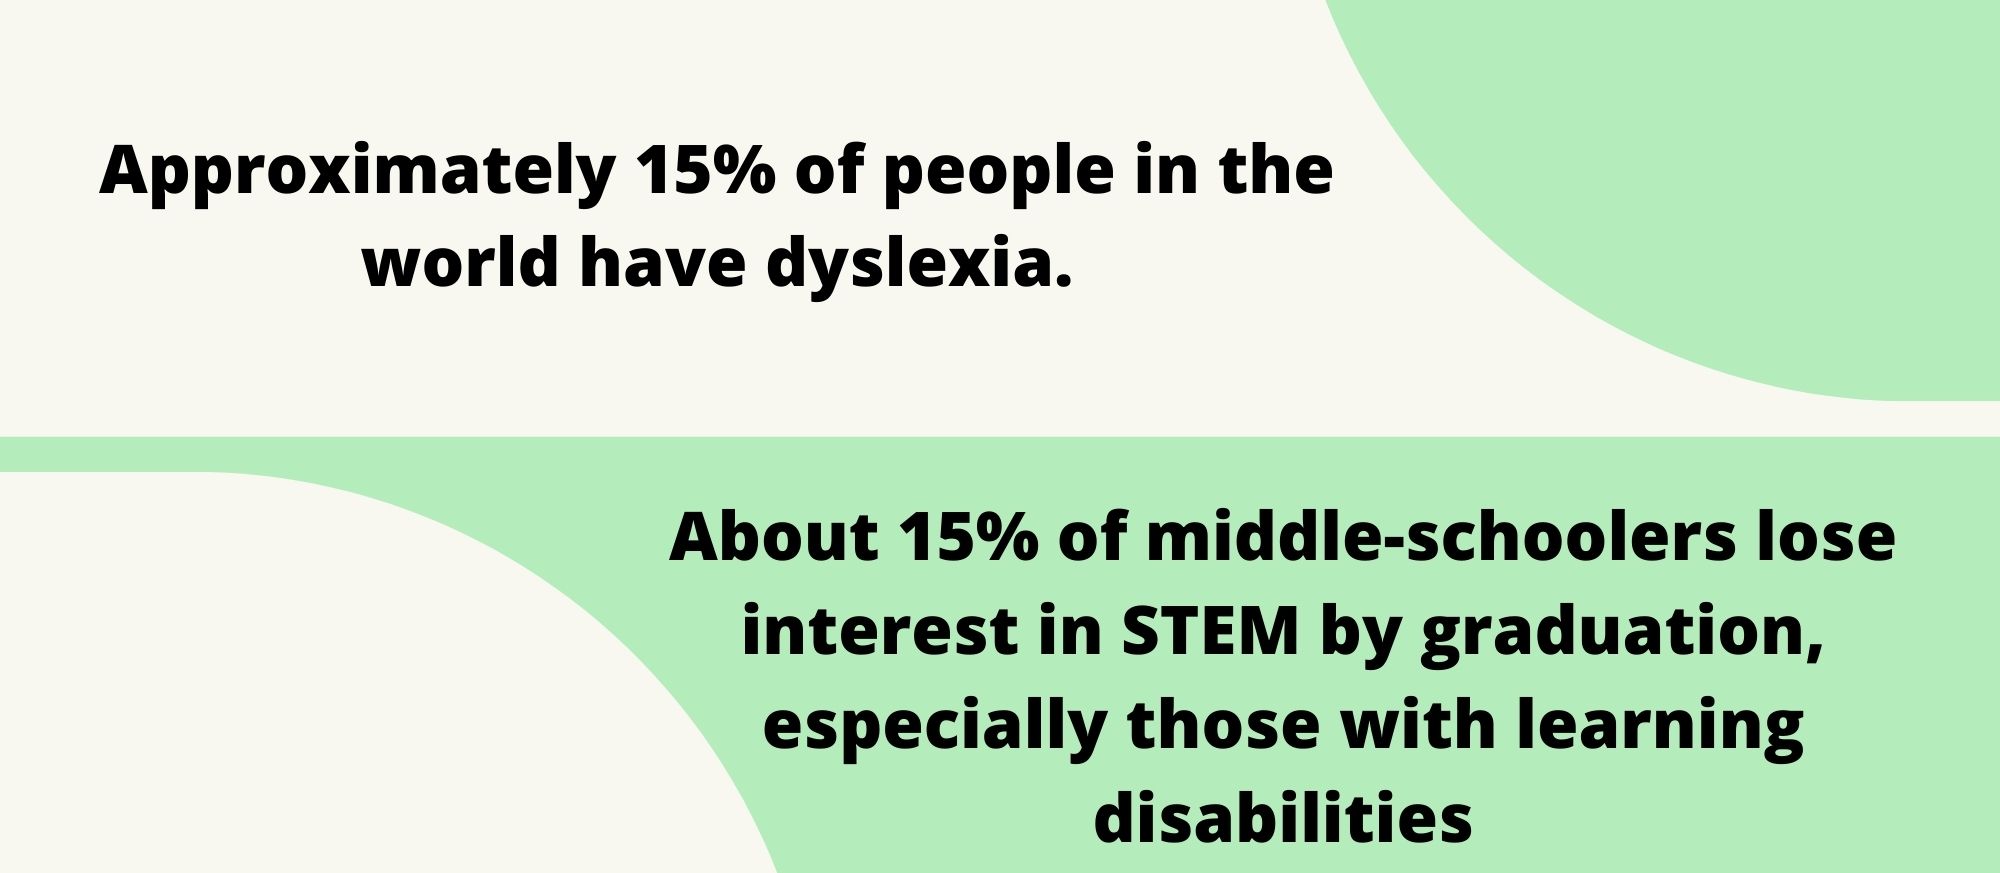 Approximately 15% of people in the
world have dyslexia.
About 15% of middle-schoolers lose
interest in STEM by graduation,
especially those with learning
disabilities